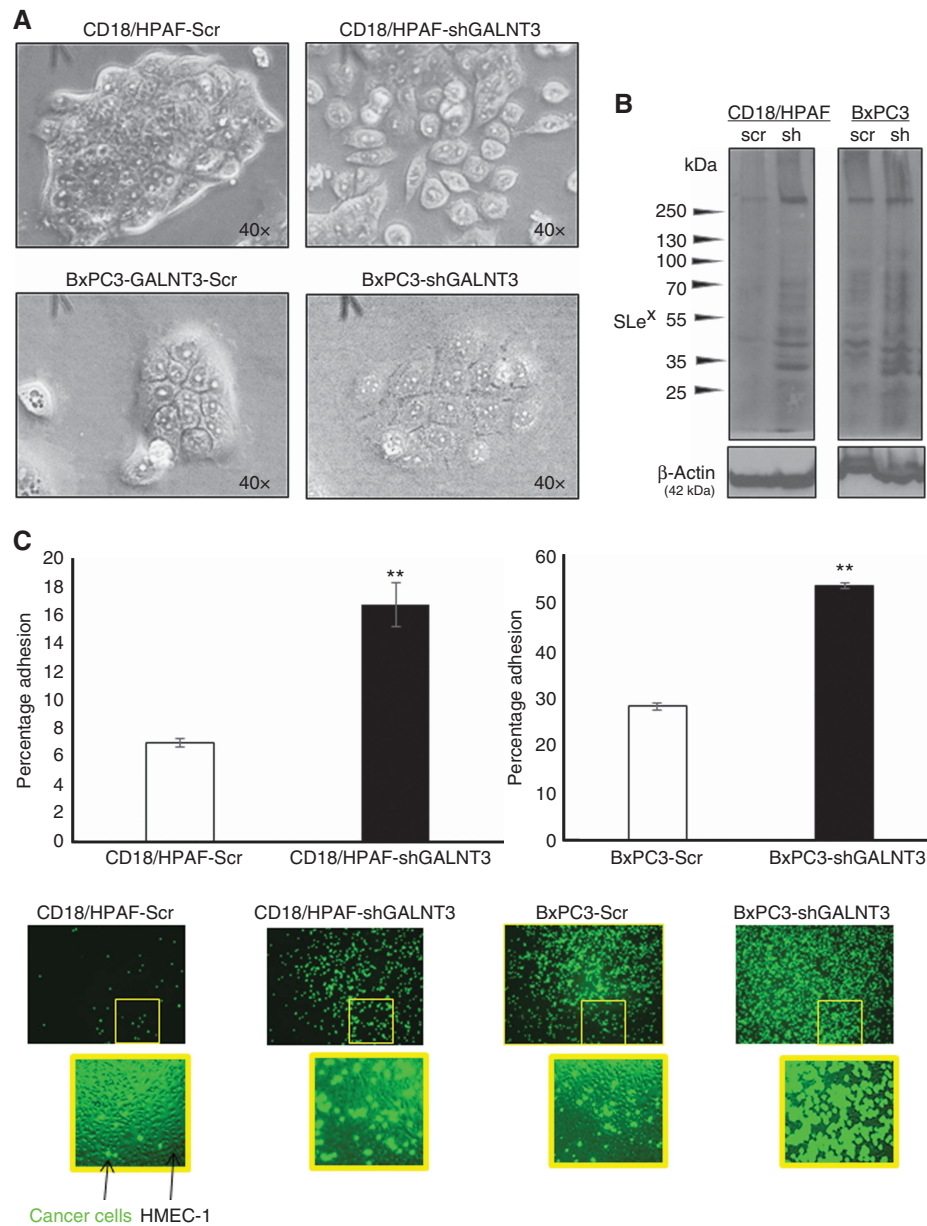 A
CD18/HPAF-Scr
CD18/HPAF-shGALNT3
40×
40×
BxPC3-GALNT3-Scr
BxPC3-shGALNT3
40×
40×
B
CD18/HPAF
BxPC3
scr
sh
scr
sh
kDa
250
130
100
70
55
35
25
SLeˣ
β-Actin
(42 kDa)
C
Percentage adhesion
20
18
16
14
12
10
8
6
4
2
0
**
CD18/HPAF-Scr
CD18/HPAF-shGALNT3
Percentage adhesion
60
50
40
30
20
10
0
**
BxPC3-Scr
BxPC3-shGALNT3
CD18/HPAF-Scr
CD18/HPAF-shGALNT3
BxPC3-Scr
BxPC3-shGALNT3
Cancer cells HMEC-1